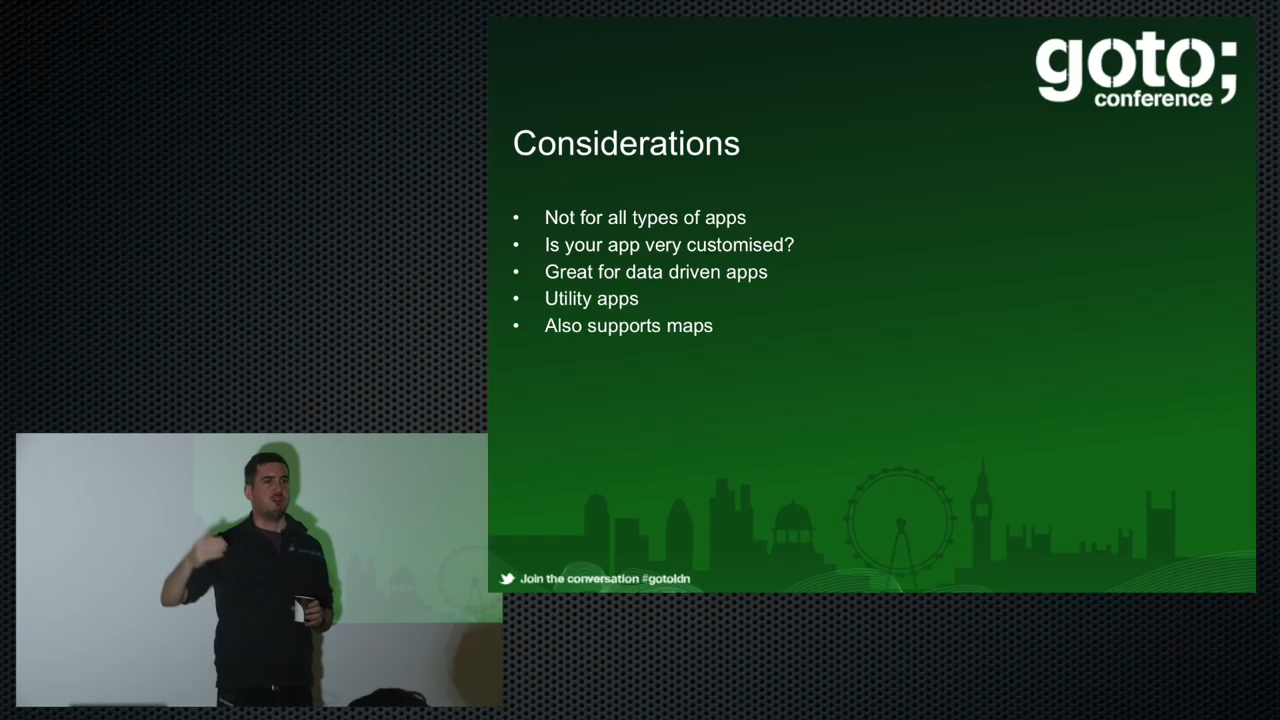 goto;
conference
Considerations
• Not for all types of apps
• Is your app very customised?
• Great for data driven apps
• Utility apps
• Also supports maps
Join the conversation #gotoldn